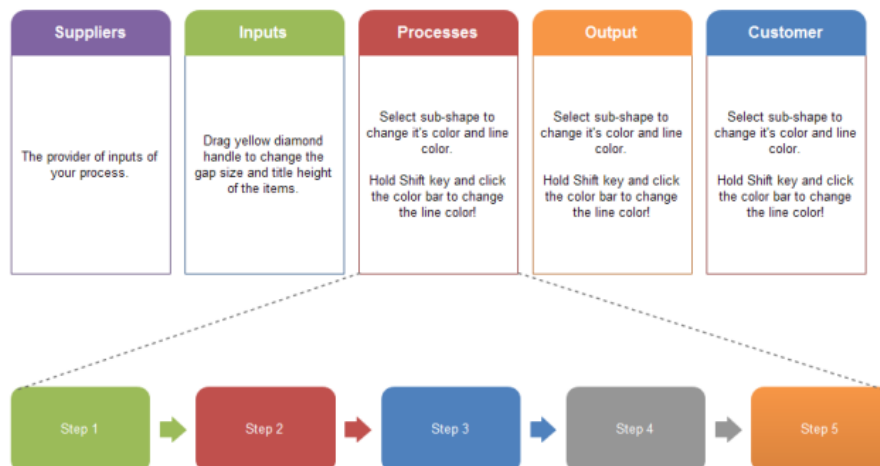 Suppliers
Inputs
Processes
Output
Customer
The provider of inputs of
your process.
Drag yellow diamond
handle to change the
gap size and title height
of the items.
Select sub-shape to
change it's color and line
color.
Hold Shift key and click
the color bar to change
the line color!
Select sub-shape to
change it's color and line
color.
Hold Shift key and click
the color bar to change
the line color!
Select sub-shape to
change it's color and line
color.
Hold Shift key and click
the color bar to change
the line color!
Step 1
Step 2
Step 3
Step 4
Step 5